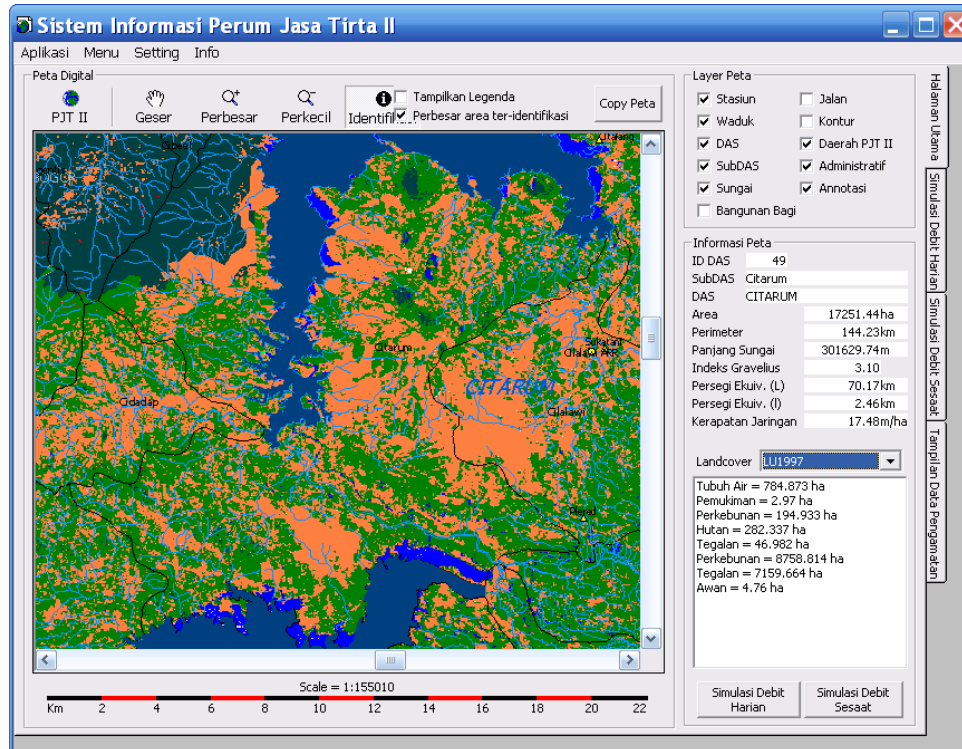 Sistem Informasi Perum Jasa Tirta II
Aplikasi Menu Setting Info
Peta Digital
PJT II
Geser
Perbesar
Perkecil
Identifikasi
Tampilkan Legenda
Perbesar area ter-identifikasi
Copy Peta
Cibeet
BOGOR
Cidadap
Citarum
CITARUM
Sukatani
Cilalawi
Scale = 1:155010
Km 2 4 6 8 10 12 14 16 18 20 22
Layer Peta
Stasiun
Jalan
Waduk
Kontur
DAS
Daerah PJT II
SubDAS
Administratif
Sungai
Annotasi
Bangunan Bagi
Informasi Peta
ID DAS 49
SubDAS Citarum
DAS CITARUM
Area 17251.44ha
Perimeter 144.23km
Panjang Sungai 301629.74m
Indeks Gravelius 3.10
Persegi Ekuiv. (L) 70.17km
Persegi Ekuiv. (l) 2.46km
Kerapatan Jaringan 17.48m/ha
Landcover LU1997
Tubuh Air = 784.873 ha
Pemukiman = 2.97 ha
Perkebunan = 194.933 ha
Hutan = 282.337 ha
Tegalan = 46.982 ha
Perkebunan = 8758.814 ha
Tegalan = 7159.664 ha
Awan = 4.76 ha
Simulasi Debit
Harian
Simulasi Debit
Sesaat
Halaman Utama
Simulasi Debit Harian
Simulasi Debit Sesaat
Tampilan Data Pengamatan